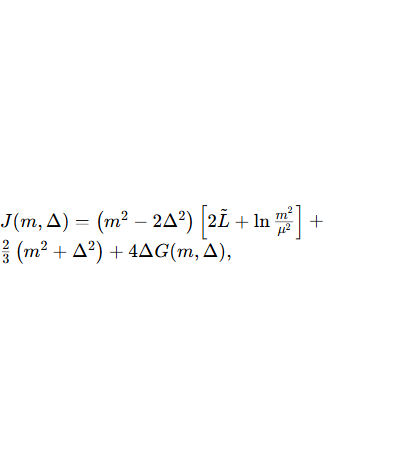 J(m, Δ) = (m² − 2Δ²) [2L̃ + ln m²/μ²] +
2/3 (m² + Δ²) + 4ΔG(m, Δ),